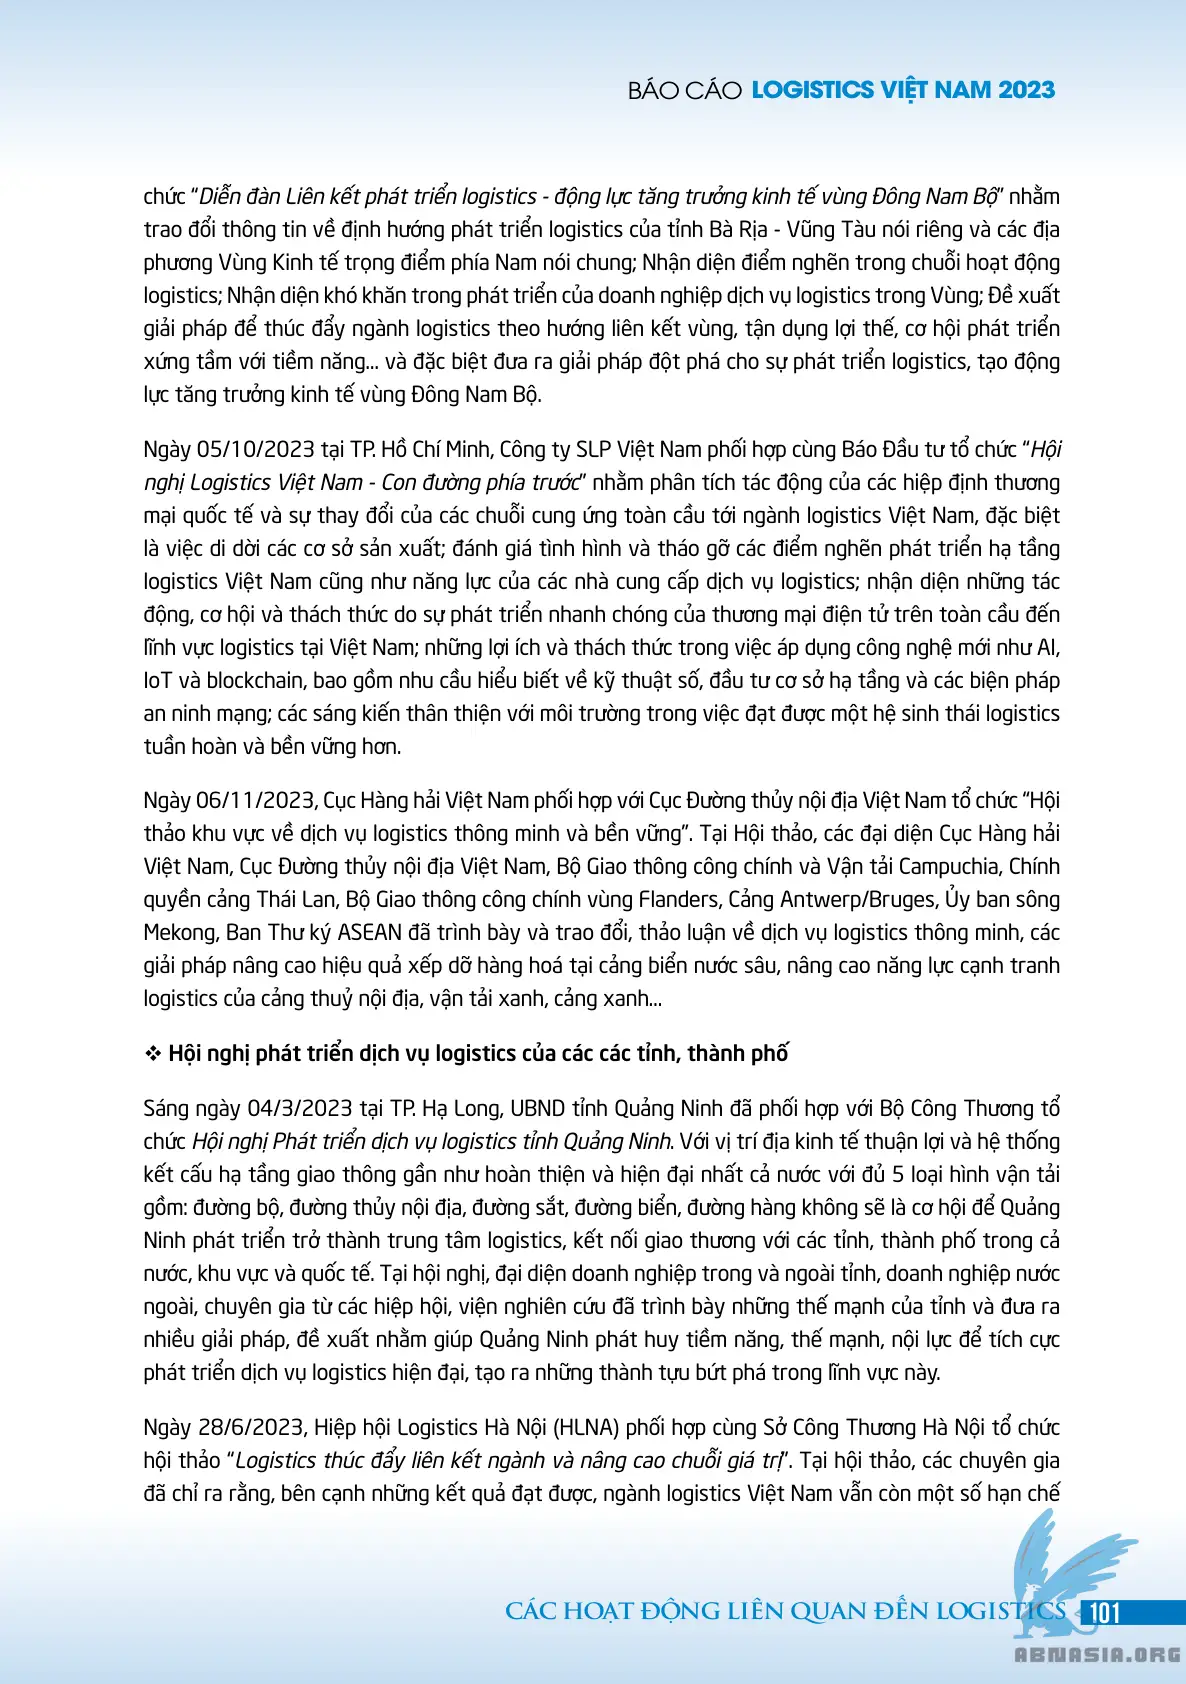 BÁO CÁO LOGISTICS VIỆT NAM 2023
chức “Diễn đàn Liên kết phát triển logistics - động lực tăng trưởng kinh tế vùng Đông Nam Bộ” nhằm
trao đổi thông tin về định hướng phát triển logistics của tỉnh Bà Rịa - Vũng Tàu nói riêng và các địa
phương Vùng Kinh tế trọng điểm phía Nam nói chung; Nhận diện điểm nghẽn trong chuỗi hoạt động
logistics; Nhận diện khó khăn trong phát triển của doanh nghiệp dịch vụ logistics trong Vùng; Đề xuất
giải pháp để thúc đẩy ngành logistics theo hướng liên kết vùng, tận dụng lợi thế, cơ hội phát triển
xứng tầm với tiềm năng... và đặc biệt đưa ra giải pháp đột phá cho sự phát triển logistics, tạo động
lực tăng trưởng kinh tế vùng Đông Nam Bộ.
Ngày 05/10/2023 tại TP. Hồ Chí Minh, Công ty SLP Việt Nam phối hợp cùng Báo Đầu tư tổ chức “Hội
nghị Logistics Việt Nam - Con đường phía trước” nhằm phân tích tác động của các hiệp định thương
mại quốc tế và sự thay đổi của các chuỗi cung ứng toàn cầu tới ngành logistics Việt Nam, đặc biệt
là việc di dời các cơ sở sản xuất; đánh giá tình hình và tháo gỡ các điểm nghẽn phát triển hạ tầng
logistics Việt Nam cũng như năng lực của các nhà cung cấp dịch vụ logistics; nhận diện những tác
động, cơ hội và thách thức do sự phát triển nhanh chóng của thương mại điện tử trên toàn cầu đến
lĩnh vực logistics tại Việt Nam; những lợi ích và thách thức trong việc áp dụng công nghệ mới như AI,
IoT và blockchain, bao gồm nhu cầu hiểu biết về kỹ thuật số, đầu tư cơ sở hạ tầng và các biện pháp
an ninh mạng; các sáng kiến thân thiện với môi trường trong việc đạt được một hệ sinh thái logistics
tuần hoàn và bền vững hơn.
Ngày 06/11/2023, Cục Hàng hải Việt Nam phối hợp với Cục Đường thủy nội địa Việt Nam tổ chức “Hội
thảo khu vực về dịch vụ logistics thông minh và bền vững”. Tại Hội thảo, các đại diện Cục Hàng hải
Việt Nam, Cục Đường thủy nội địa Việt Nam, Bộ Giao thông công chính và Vận tải Campuchia, Chính
quyền cảng Thái Lan, Bộ Giao thông công chính vùng Flanders, Cảng Antwerp/Bruges, Ủy ban sông
Mekong, Ban Thư ký ASEAN đã trình bày và trao đổi, thảo luận về dịch vụ logistics thông minh, các
giải pháp nâng cao hiệu quả xếp dỡ hàng hoá tại cảng biển nước sâu, nâng cao năng lực cạnh tranh
logistics của cảng thuỷ nội địa, vận tải xanh, cảng xanh...
❖ Hội nghị phát triển dịch vụ logistics của các các tỉnh, thành phố
Sáng ngày 04/3/2023 tại TP. Hạ Long, UBND tỉnh Quảng Ninh đã phối hợp với Bộ Công Thương tổ
chức Hội nghị Phát triển dịch vụ logistics tỉnh Quảng Ninh. Với vị trí địa kinh tế thuận lợi và hệ thống
kết cấu hạ tầng giao thông gần như hoàn thiện và hiện đại nhất cả nước với đủ 5 loại hình vận tải
gồm: đường bộ, đường thủy nội địa, đường sắt, đường biển, đường hàng không sẽ là cơ hội để Quảng
Ninh phát triển trở thành trung tâm logistics, kết nối giao thương với các tỉnh, thành phố trong cả
nước, khu vực và quốc tế. Tại hội nghị, đại diện doanh nghiệp trong và ngoài tỉnh, doanh nghiệp nước
ngoài, chuyên gia từ các hiệp hội, viện nghiên cứu đã trình bày những thế mạnh của tỉnh và đưa ra
nhiều giải pháp, đề xuất nhằm giúp Quảng Ninh phát huy tiềm năng, thế mạnh, nội lực để tích cực
phát triển dịch vụ logistics hiện đại, tạo ra những thành tựu bứt phá trong lĩnh vực này.
Ngày 28/6/2023, Hiệp hội Logistics Hà Nội (HLNA) phối hợp cùng Sở Công Thương Hà Nội tổ chức
hội thảo “Logistics thúc đẩy liên kết ngành và nâng cao chuỗi giá trị”. Tại hội thảo, các chuyên gia
đã chỉ ra rằng, bên cạnh những kết quả đạt được, ngành logistics Việt Nam vẫn còn một số hạn chế
CÁC HOẠT ĐỘNG LIÊN QUAN ĐẾN LOGISTICS 101
ABMASIA.ORG